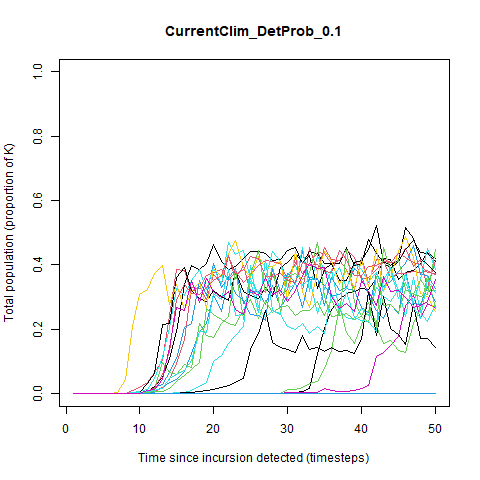 CurrentClim_DetProb_0.1
Total population (proportion of K)
1.0
0.8
0.6
0.4
0.2
0.0
0 10 20 30 40 50
Time since incursion detected (timesteps)